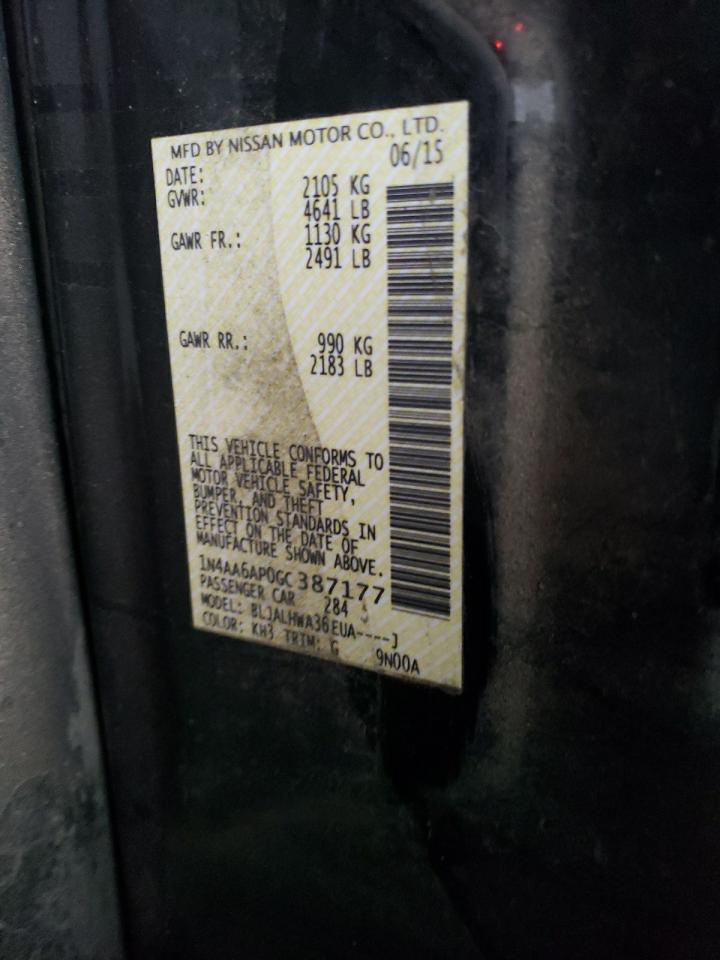 MFD BY NISSAN MOTOR CO., LTD.
DATE: 06/15
GVWR: 2105 KG
4641 LB
GAWR FR.: 1130 KG
2491 LB
GAWR RR.: 990 KG
2183 LB
THIS VEHICLE CONFORMS TO
ALL APPLICABLE FEDERAL
MOTOR VEHICLE SAFETY,
BUMPER, AND THEFT
PREVENTION STANDARDS IN
EFFECT ON THE DATE OF
MANUFACTURE SHOWN ABOVE.
1N4AA6AP0GC387177
PASSENGER CAR 284
MODEL: BLJALHWA36EUA----J
COLOR: KH3 TRIM: G 9N00A